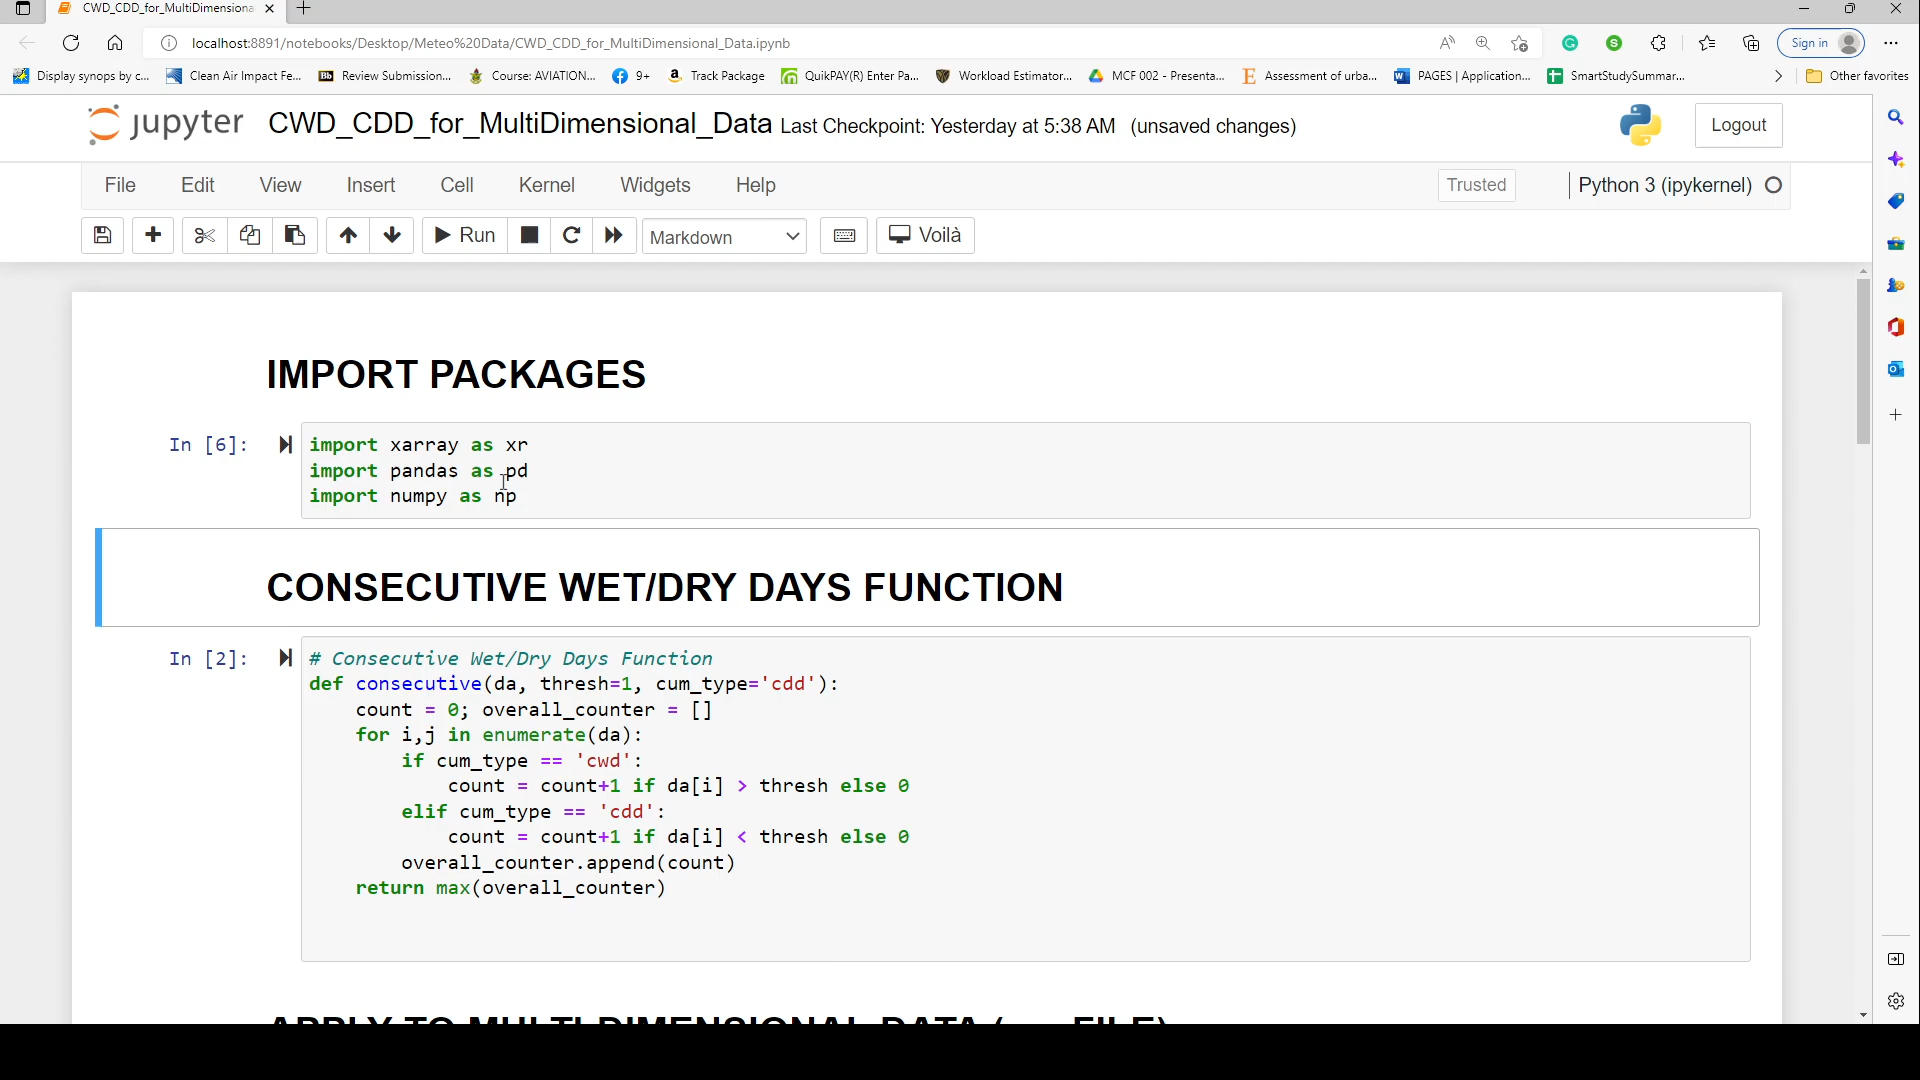 CWD_CDD_for_MultiDimensiona
localhost:8891/notebooks/Desktop/Meteo%20Data/CWD_CDD_for_MultiDimensional_Data.ipynb
Sign in
Display synops by c...
Clean Air Impact Fe...
Bb Review Submission...
Course: AVIATION...
9+
Track Package
QuikPAY(R) Enter Pa...
Workload Estimator...
MCF 002 - Presenta...
Assessment of urba...
PAGES | Application...
SmartStudySummar...
Other favorites
jupyter CWD_CDD_for_MultiDimensional_Data Last Checkpoint: Yesterday at 5:38 AM (unsaved changes)
Logout
File Edit View Insert Cell Kernel Widgets Help
Trusted
Python 3 (ipykernel)
Run
Markdown
Voilà
IMPORT PACKAGES
In [6]:
import xarray as xr
import pandas as pd
import numpy as np
CONSECUTIVE WET/DRY DAYS FUNCTION
In [2]:
# Consecutive Wet/Dry Days Function
def consecutive(da, thresh=1, cum_type='cdd'):
count = 0; overall_counter = []
for i,j in enumerate(da):
if cum_type == 'cwd':
count = count+1 if da[i] > thresh else 0
elif cum_type == 'cdd':
count = count+1 if da[i] < thresh else 0
overall_counter.append(count)
return max(overall_counter)
APPLY TO MULTI-DIMENSIONAL DATA